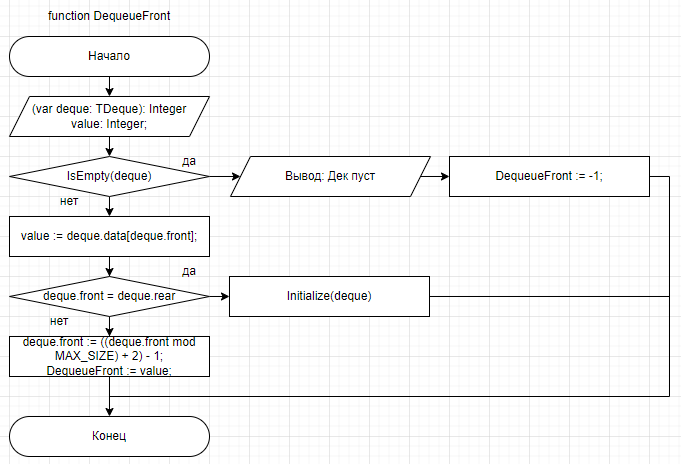 function DequeueFront
Начало
(var deque: TDeque): Integer
value: Integer;
IsEmpty(deque)
да
Вывод: Дек пуст
DequeueFront := -1;
нет
value := deque.data[deque.front];
да
deque.front = deque.rear
Initialize(deque)
нет
deque.front := ((deque.front mod
MAX_SIZE) + 2) - 1;
DequeueFront := value;
Конец